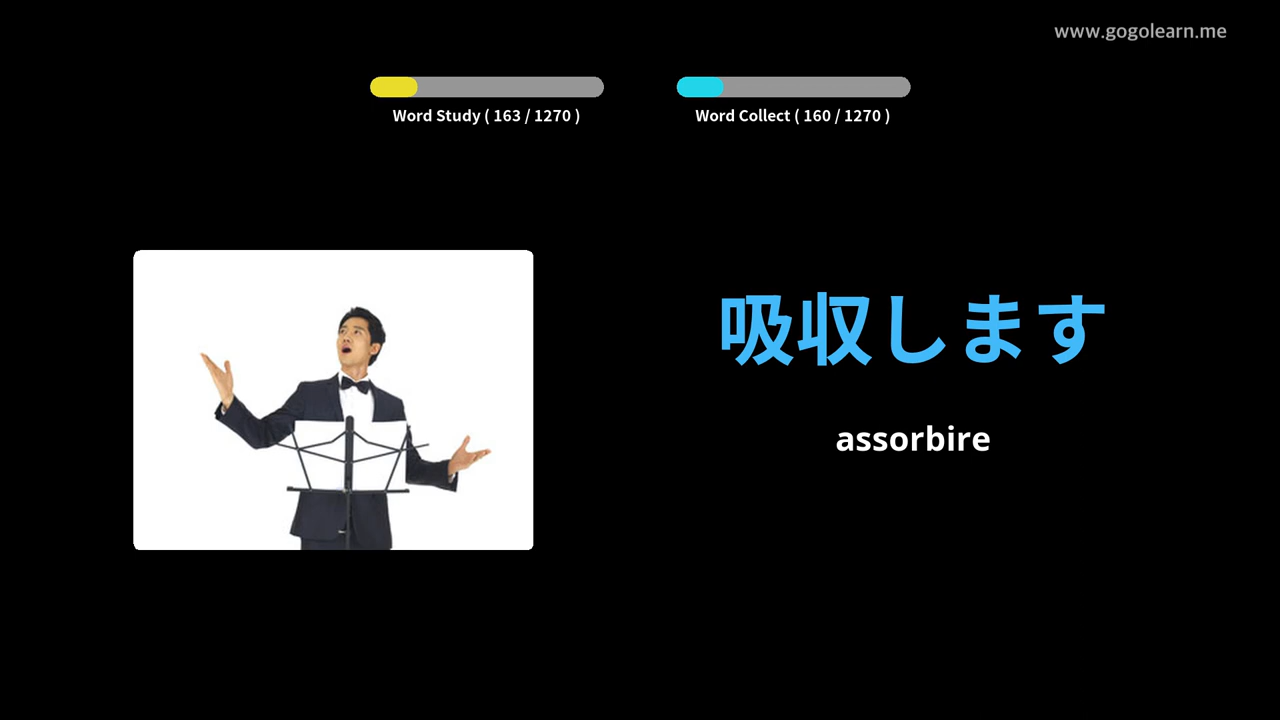 www.gogolearn.me
Word Study ( 163 / 1270 )
Word Collect ( 160 / 1270 )
吸収します
assorbire